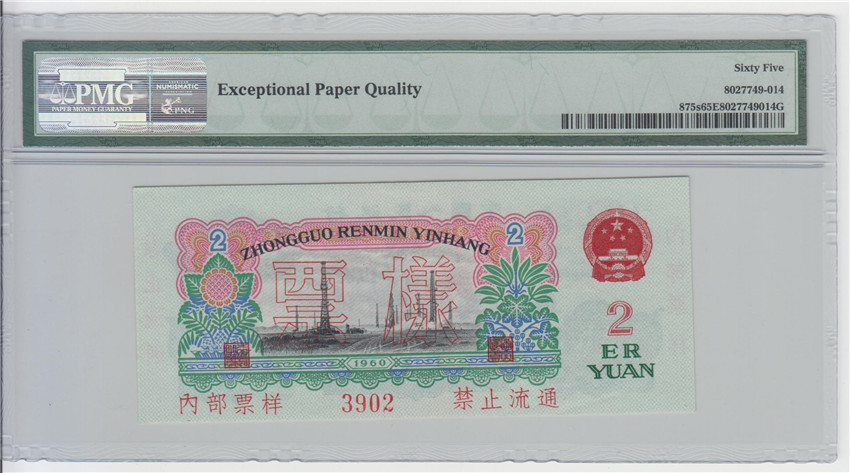 PMG
PAPER MONEY GUARANTY
NUMISMATIC
PNG
Exceptional Paper Quality
Sixty Five
8027749-014
875s65E8027749014G
2
ZHONGGUO RENMIN YINHANG
2
票樣
1960
2
ER
YUAN
內部票样
3902
禁止流通